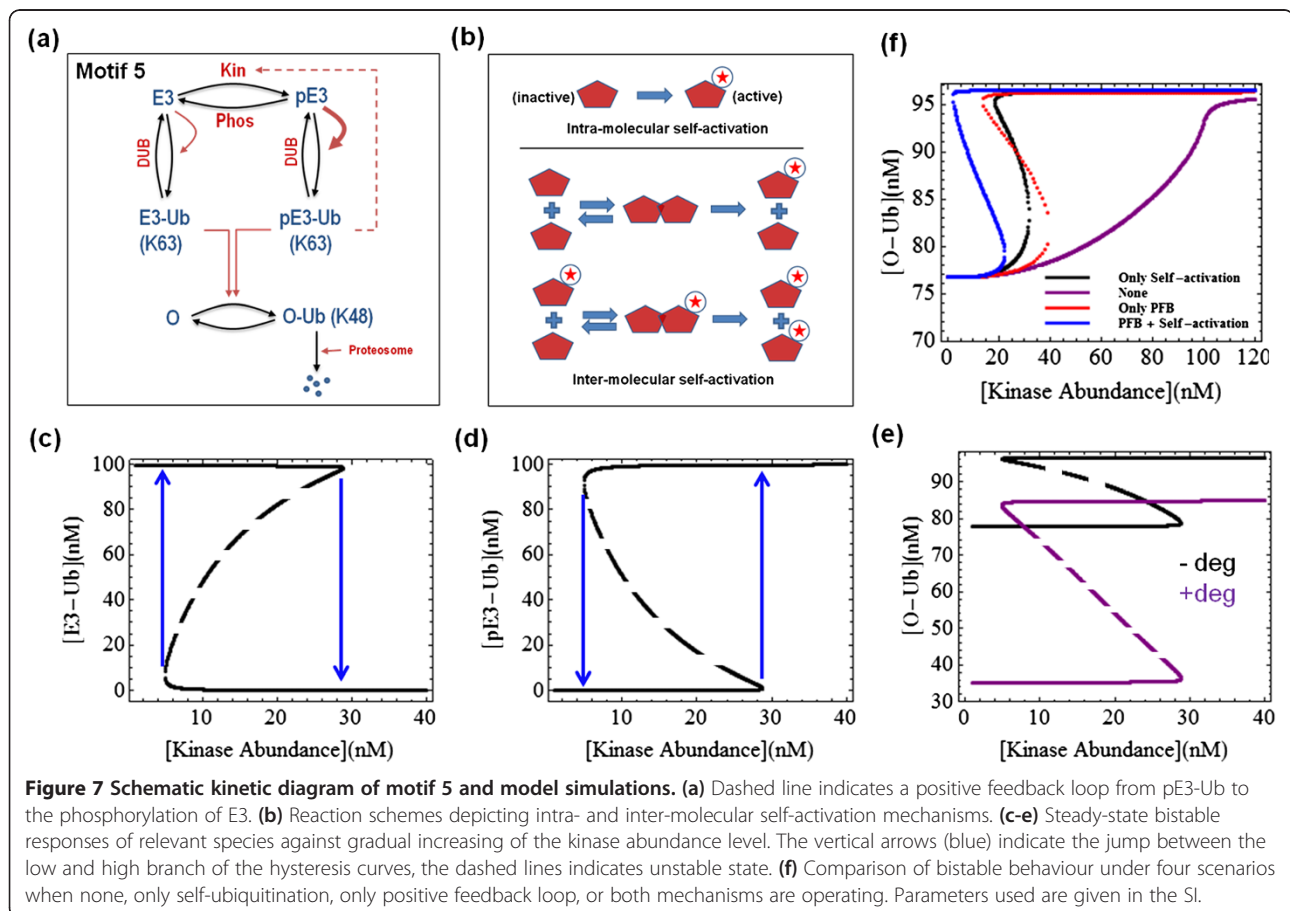 (a)
Motif 5
Kin
E3
pE3
Phos
DUB
DUB
E3-Ub
(K63)
pE3-Ub
(K63)
O
O-Ub (K48)
Proteosome
(b)
(inactive)
(active)
Intra-molecular self-activation
Inter-molecular self-activation
(f)
[O-Ub](nM)
95
90
85
80
75
70
Only Self-activation
None
Only PFB
PFB + Self-activation
0 20 40 60 80 100 120
[Kinase Abundance](nM)
(c)
[E3-Ub](nM)
100
80
60
40
20
0
10 20 30 40
[Kinase Abundance](nM)
(d)
[pE3-Ub](nM)
100
80
60
40
20
0
10 20 30 40
[Kinase Abundance](nM)
(e)
[O-Ub](nM)
90
80
70
60
50
40
30
- deg
+deg
0 10 20 30 40
[Kinase Abundance](nM)
Figure 7 Schematic kinetic diagram of motif 5 and model simulations. (a) Dashed line indicates a positive feedback loop from pE3-Ub to
the phosphorylation of E3. (b) Reaction schemes depicting intra- and inter-molecular self-activation mechanisms. (c-e) Steady-state bistable
responses of relevant species against gradual increasing of the kinase abundance level. The vertical arrows (blue) indicate the jump between the
low and high branch of the hysteresis curves, the dashed lines indicates unstable state. (f) Comparison of bistable behaviour under four scenarios
when none, only self-ubiquitination, only positive feedback loop, or both mechanisms are operating. Parameters used are given in the SI.